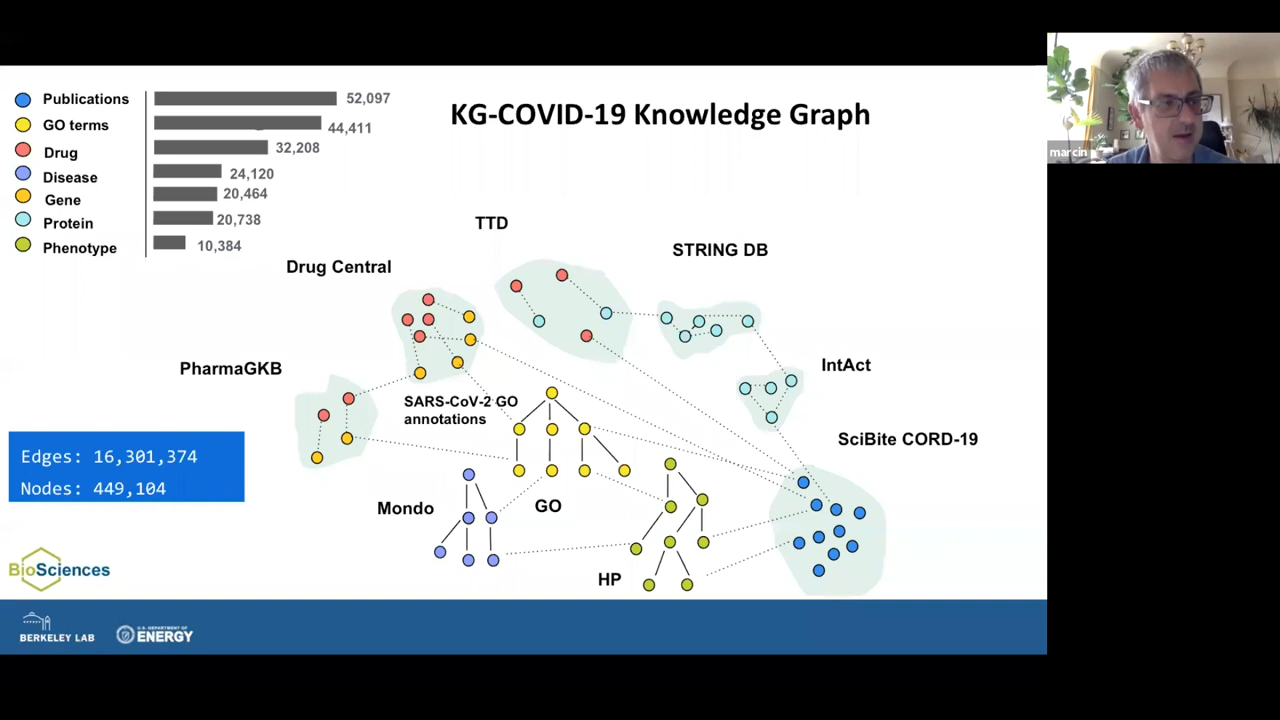 KG-COVID-19 Knowledge Graph
marcin
Publications 52,097
GO terms 44,411
Drug 32,208
Disease 24,120
Gene 20,464
Protein 20,738
Phenotype 10,384
TTD
STRING DB
Drug Central
PharmaGKB
IntAct
SARS-CoV-2 GO
annotations
SciBite CORD-19
Edges: 16,301,374
Nodes: 449,104
Mondo
GO
HP
BioSciences
BERKELEY LAB
U.S. DEPARTMENT OF
ENERGY